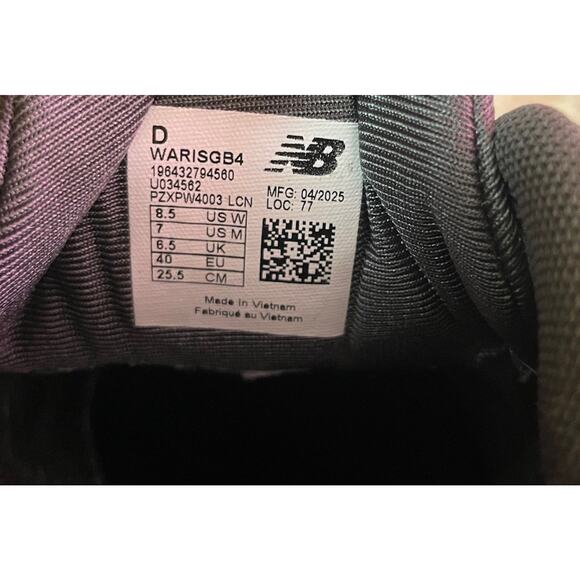 D
WARISGB4
196432794560
U034562
PZXPW4003 LCN
8.5 US W
7 US M
6.5 UK
40 EU
25.5 CM
NB
MFG: 04/2025
LOC: 77
Made in Vietnam
Fabriqué au Vietnam